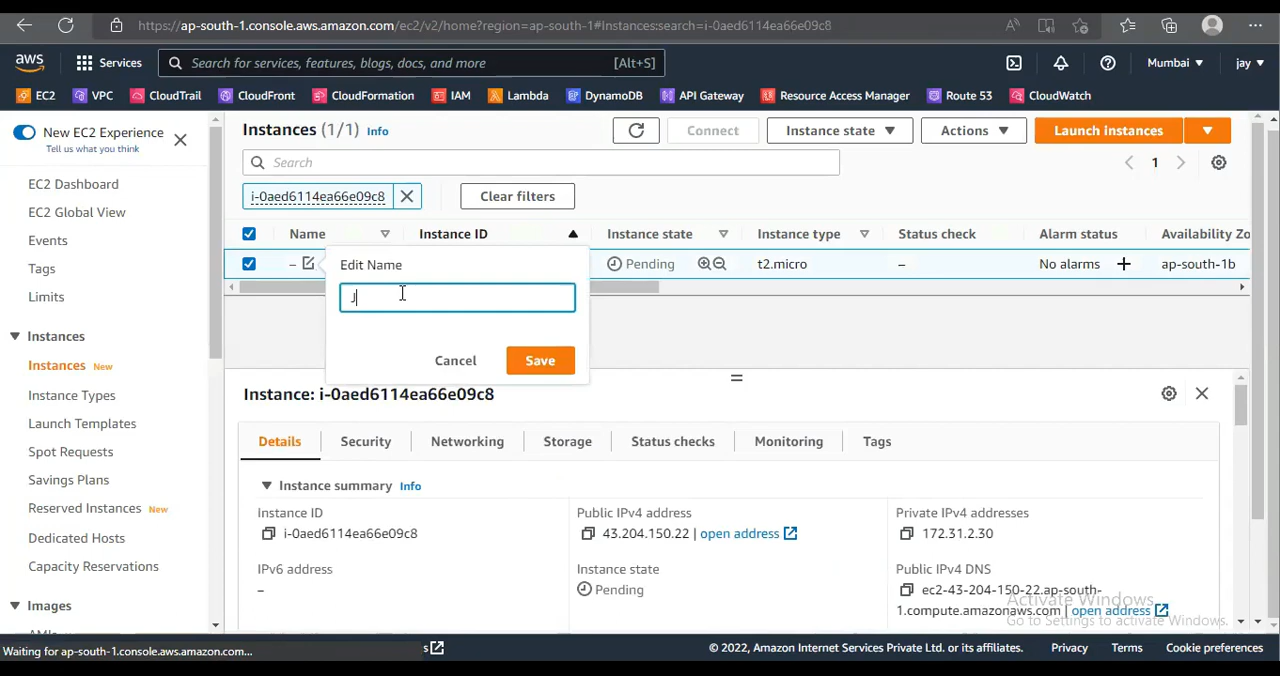 https://ap-south-1.console.aws.amazon.com/ec2/v2/home?region=ap-south-1#Instances:search=i-0aed6114ea66e09c8
aws Services Search for services, features, blogs, docs, and more [Alt+S] Mumbai ▼ jay ▼
EC2 VPC CloudTrail CloudFront CloudFormation IAM Lambda DynamoDB API Gateway Resource Access Manager Route 53 CloudWatch
New EC2 Experience
Tell us what you think
EC2 Dashboard
EC2 Global View
Events
Tags
Limits
Instances
Instances New
Instance Types
Launch Templates
Spot Requests
Savings Plans
Reserved Instances New
Dedicated Hosts
Capacity Reservations
Images
Instances (1/1) Info Connect Instance state ▼ Actions ▼ Launch instances ▼
Search 1
i-0aed6114ea66e09c8 Clear filters
Name Instance ID Instance state Instance type Status check Alarm status Availability Zo
– Pending t2.micro – No alarms + ap-south-1b
Edit Name
J
Cancel Save
Instance: i-0aed6114ea66e09c8
Details Security Networking Storage Status checks Monitoring Tags
Instance summary Info
Instance ID Public IPv4 address Private IPv4 addresses
i-0aed6114ea66e09c8 43.204.150.22 | open address 172.31.2.30
IPv6 address Instance state Public IPv4 DNS
– Pending ec2-43-204-150-22.ap-south-
1.compute.amazonaws.com | open address
Activate Windows
Go to Settings to activate Windows.
Waiting for ap-south-1.console.aws.amazon.com... s © 2022, Amazon Internet Services Private Ltd. or its affiliates. Privacy Terms Cookie preferences